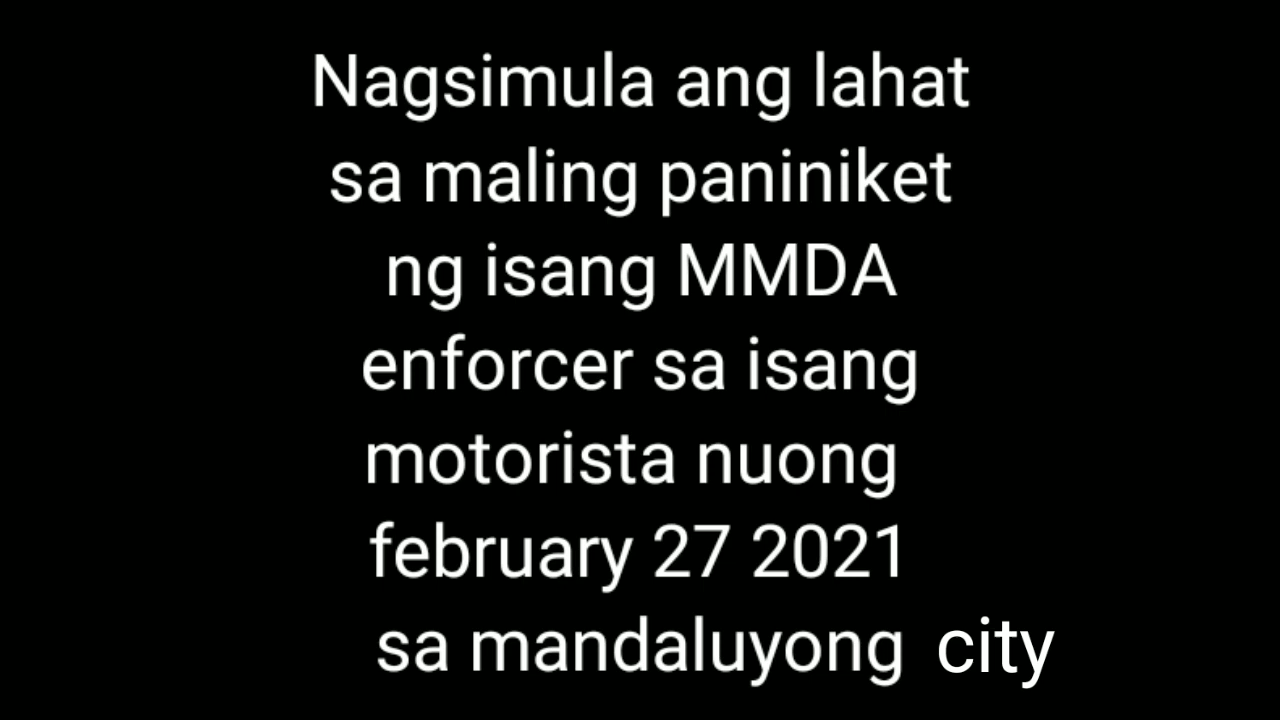 Nagsimula ang lahat
sa maling paniniket
ng isang MMDA
enforcer sa isang
motorista nuong
february 27 2021
sa mandaluyong city